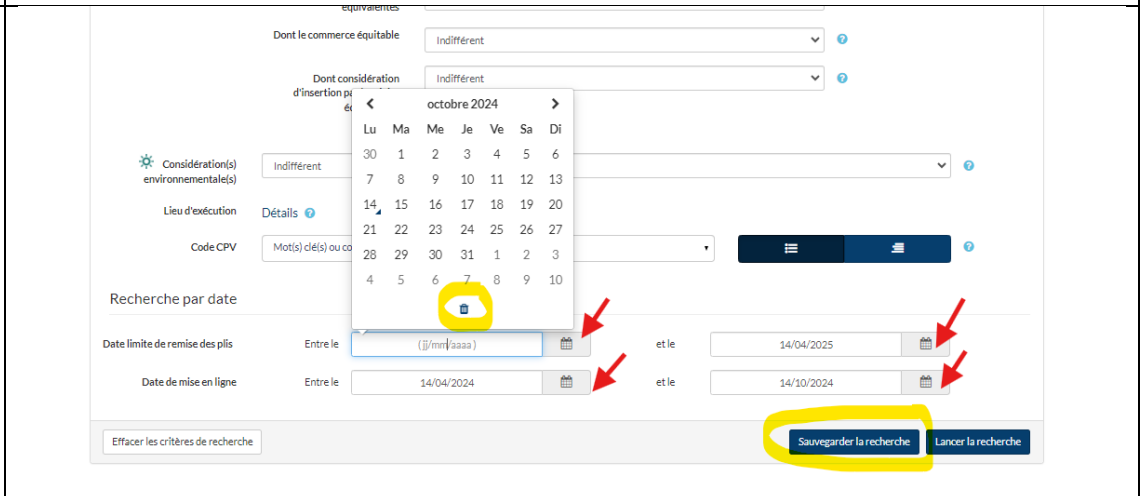 équivalentes
Dont le commerce équitable Indifférent
Dont considération Indifférent
d'insertion
octobre 2024
Lu Ma Me Je Ve Sa Di
30 1 2 3 4 5 6
7 8 9 10 11 12 13
14 15 16 17 18 19 20
21 22 23 24 25 26 27
28 29 30 31 1 2 3
4 5 6 7 8 9 10
Considération(s) Indifférent
environnementale(s)
Lieu d'exécution Détails
Code CPV Mot(s) clé(s) ou
Recherche par date
Date limite de remise des plis Entre le (jj/mm/aaaa) et le 14/04/2025
Date de mise en ligne Entre le 14/04/2024 et le 14/10/2024
Effacer les critères de recherche Sauvegarder la recherche Lancer la recherche